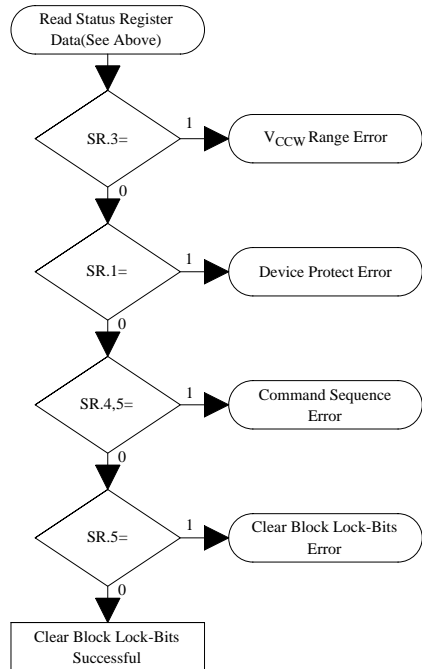 Read Status Register
Data(See Above)
SR.3=
1
VCCW Range Error
0
SR.1=
1
Device Protect Error
0
SR.4,5=
1
Command Sequence
Error
0
SR.5=
1
Clear Block Lock-Bits
Error
0
Clear Block Lock-Bits
Successful